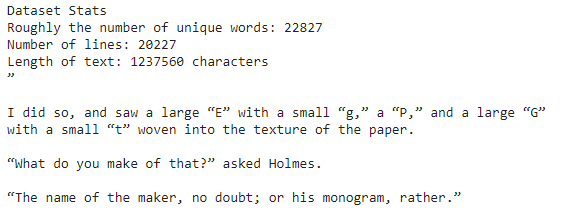 Dataset Stats
Roughly the number of unique words: 22827
Number of lines: 20227
Length of text: 1237560 characters
”
I did so, and saw a large “E” with a small “g,” a “P,” and a large “G”
with a small “t” woven into the texture of the paper.
“What do you make of that?” asked Holmes.
“The name of the maker, no doubt; or his monogram, rather.”